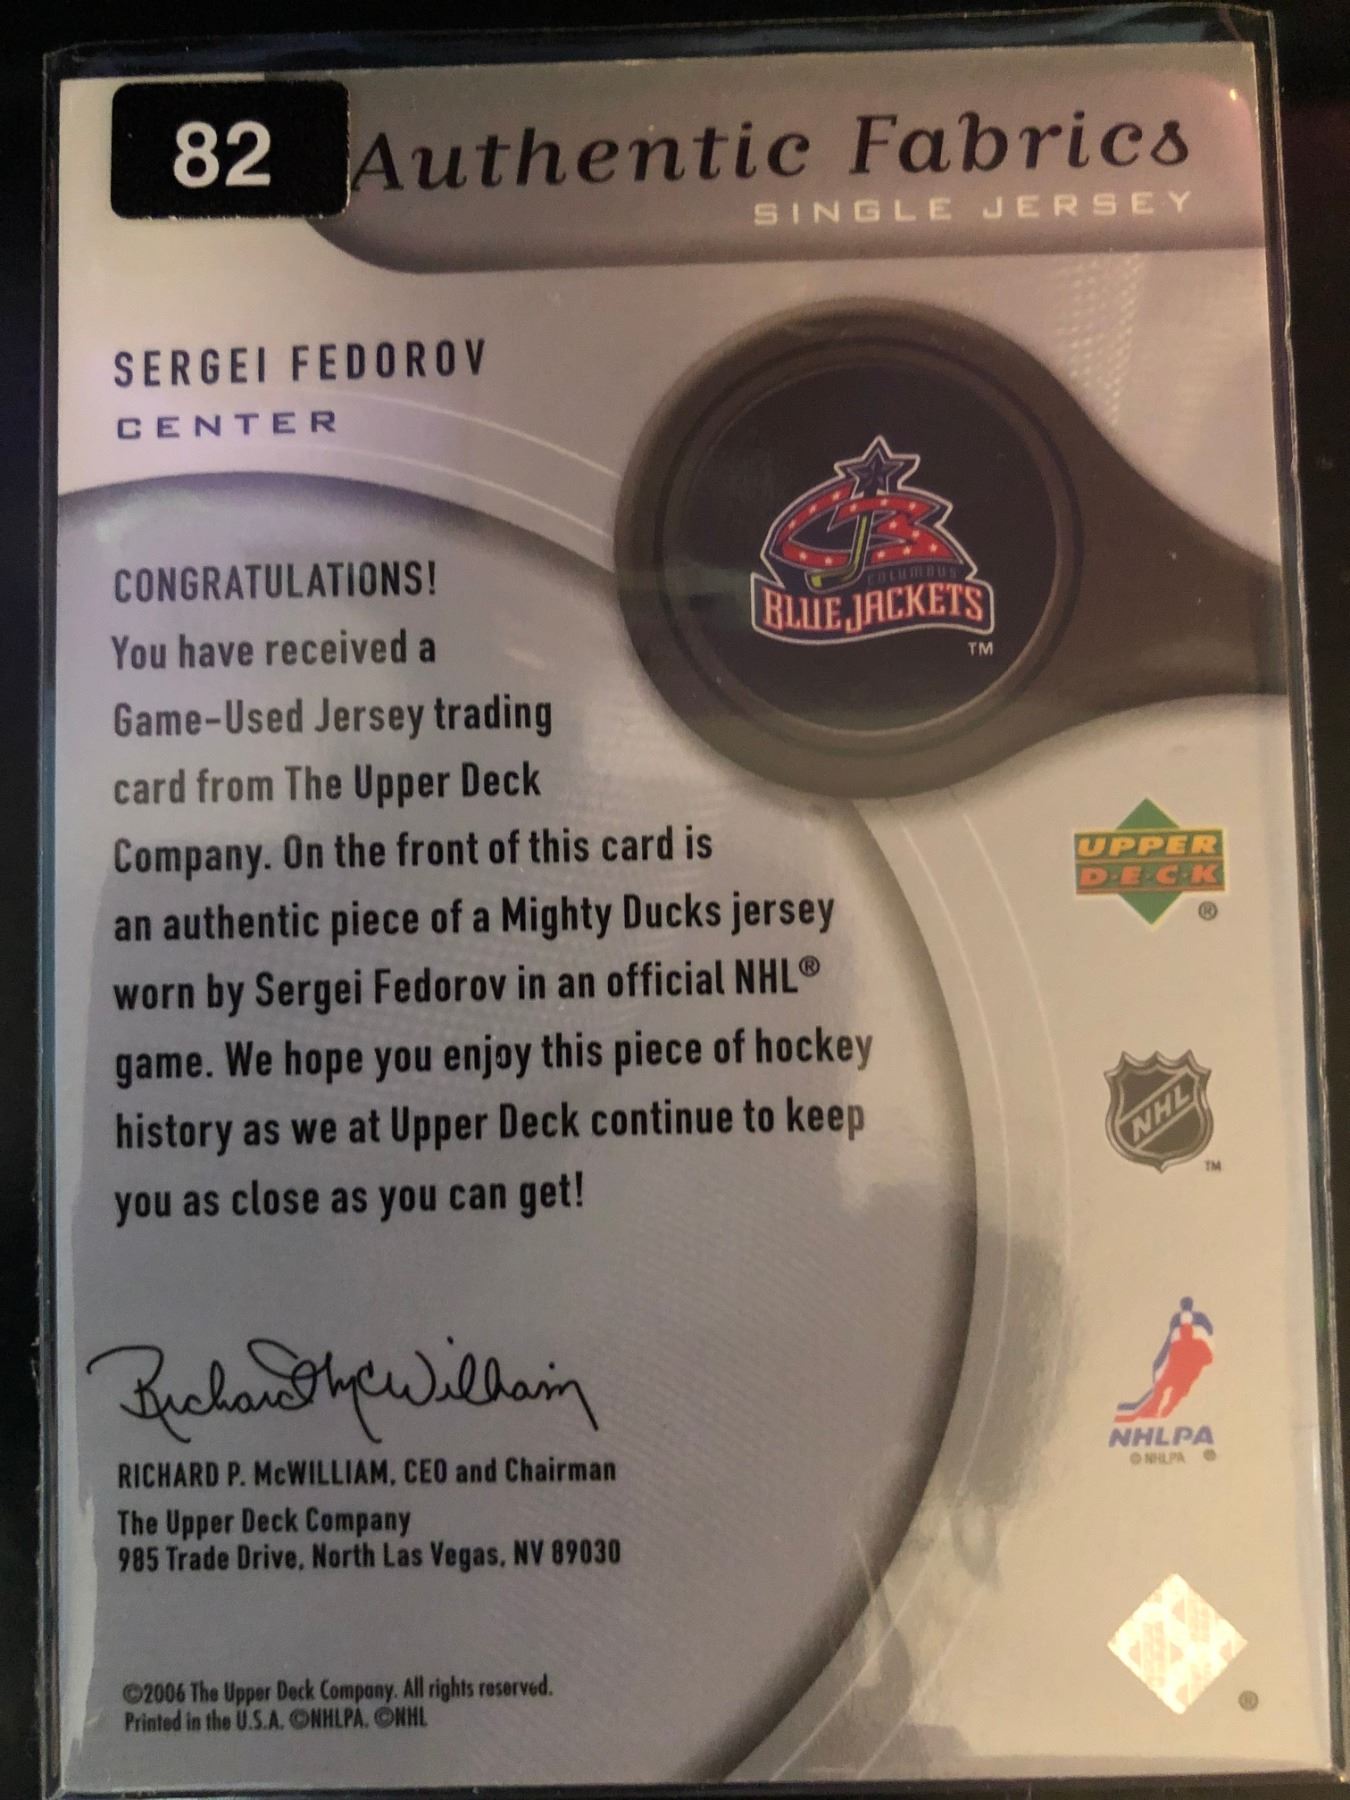 82
Authentic Fabrics
SINGLE JERSEY
SERGEI FEDOROV
CENTER
COLUMBUS
BLUE JACKETS
TM
CONGRATULATIONS!
You have received a
Game-Used Jersey trading
card from The Upper Deck
Company. On the front of this card is
an authentic piece of a Mighty Ducks jersey
worn by Sergei Fedorov in an official NHL®
game. We hope you enjoy this piece of hockey
history as we at Upper Deck continue to keep
you as close as you can get!
UPPER
D•E•C•K
®
NHL
TM
NHLPA
© NHLPA ®
Richard McWilliam
RICHARD P. McWILLIAM, CEO and Chairman
The Upper Deck Company
985 Trade Drive, North Las Vegas, NV 89030
©2006 The Upper Deck Company. All rights reserved.
Printed in the U.S.A. ©NHLPA. ©NHL
®